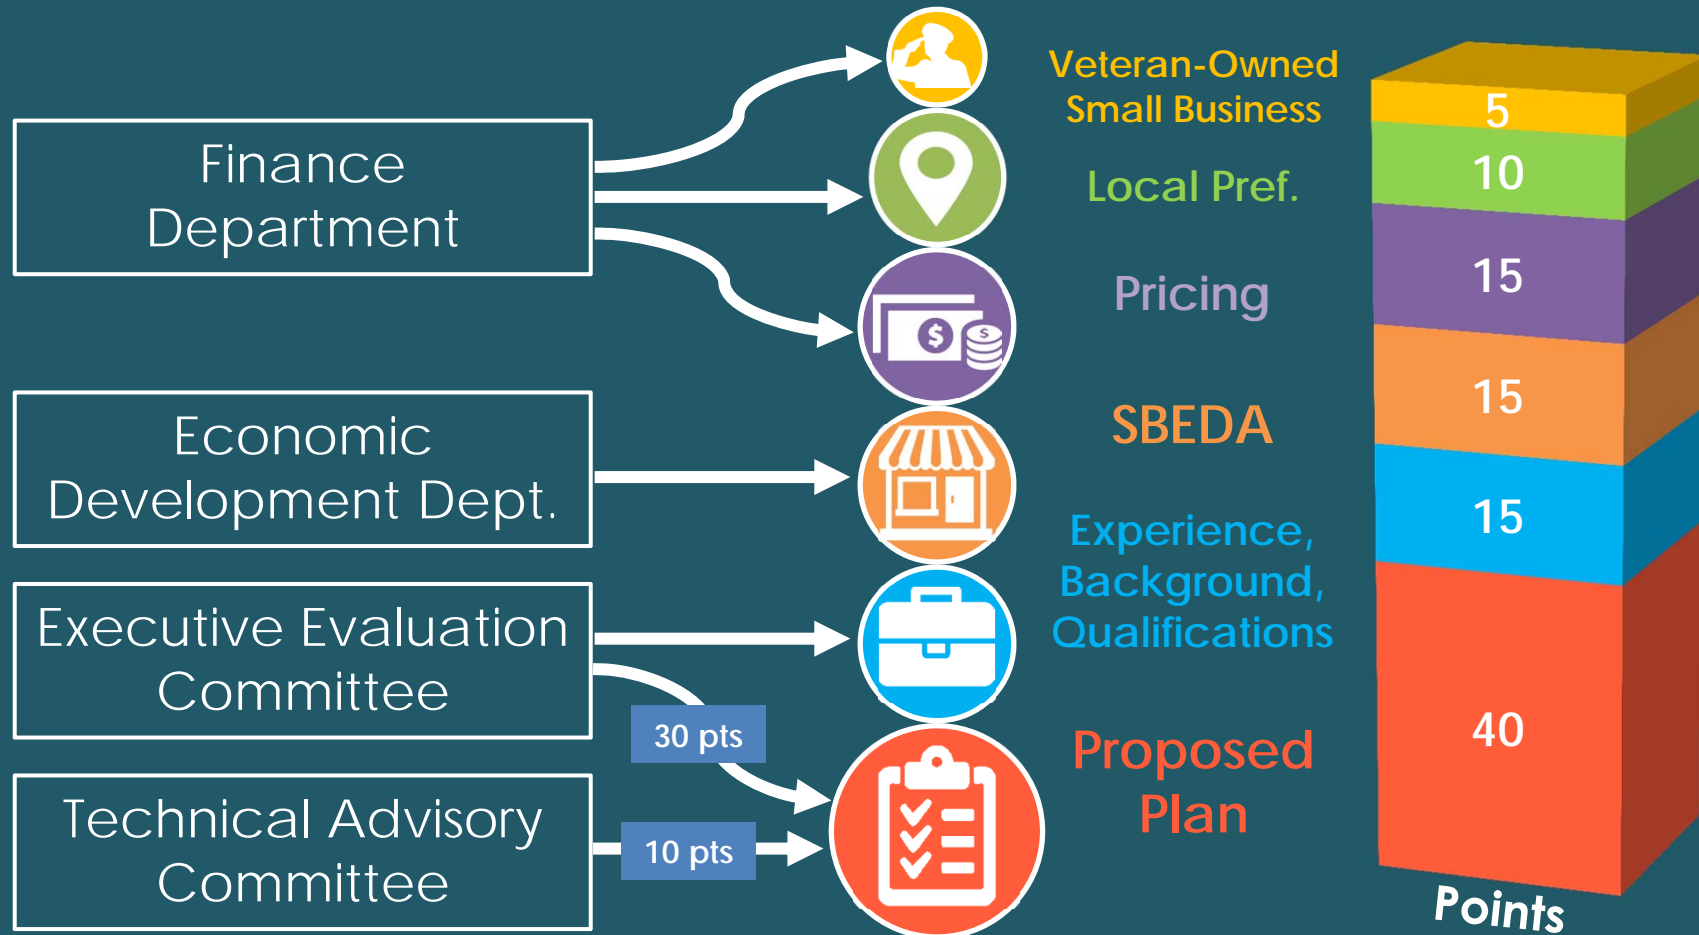 Finance
Department
Economic
Development Dept.
Executive Evaluation
Committee
Technical Advisory
Committee
30 pts
10 pts
$
$
Veteran-Owned
Small Business
Local Pref.
Pricing
SBEDA
Experience,
Background,
Qualifications
Proposed
Plan
5
10
15
15
15
40
Points